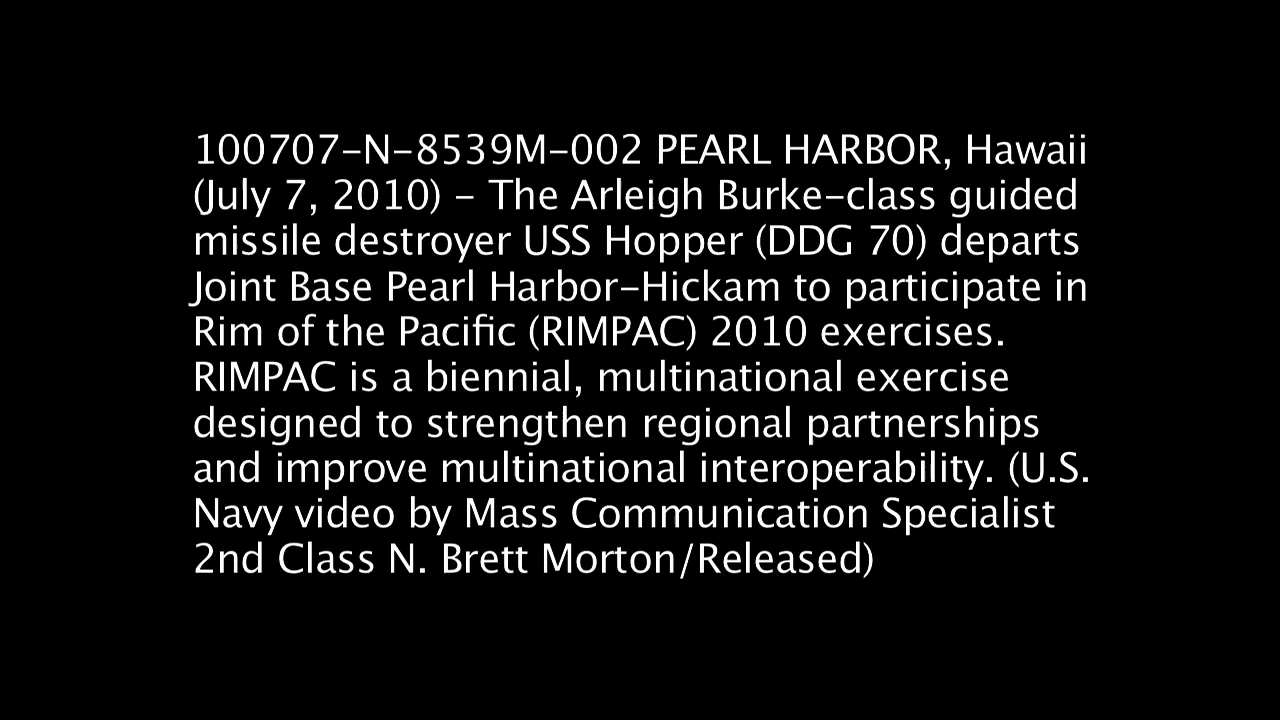 100707-N-8539M-002 PEARL HARBOR, Hawaii
(July 7, 2010) - The Arleigh Burke-class guided
missile destroyer USS Hopper (DDG 70) departs
Joint Base Pearl Harbor-Hickam to participate in
Rim of the Pacific (RIMPAC) 2010 exercises.
RIMPAC is a biennial, multinational exercise
designed to strengthen regional partnerships
and improve multinational interoperability. (U.S.
Navy video by Mass Communication Specialist
2nd Class N. Brett Morton/Released)